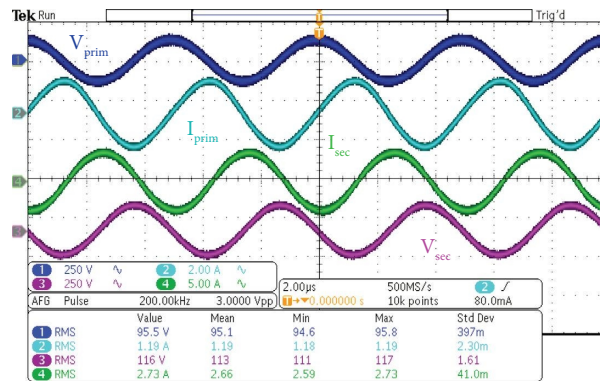 Tek Run Trig'd
T
T
1 V_prim
2
I_prim I_sec
4
3
V_sec
1 250 V ∿ 2 2.00 A ∿
3 250 V ∿ 4 5.00 A ∿
2.00µs 500MS/s 2 ∫
T→▼0.000000 s 10k points 80.0mA
AFG Pulse 200.00kHz 3.0000 Vpp
Value Mean Min Max Std Dev
1 RMS 95.5 V 95.1 94.6 95.8 397m
2 RMS 1.19 A 1.19 1.18 1.19 2.30m
3 RMS 116 V 113 111 117 1.61
4 RMS 2.73 A 2.66 2.59 2.73 41.0m